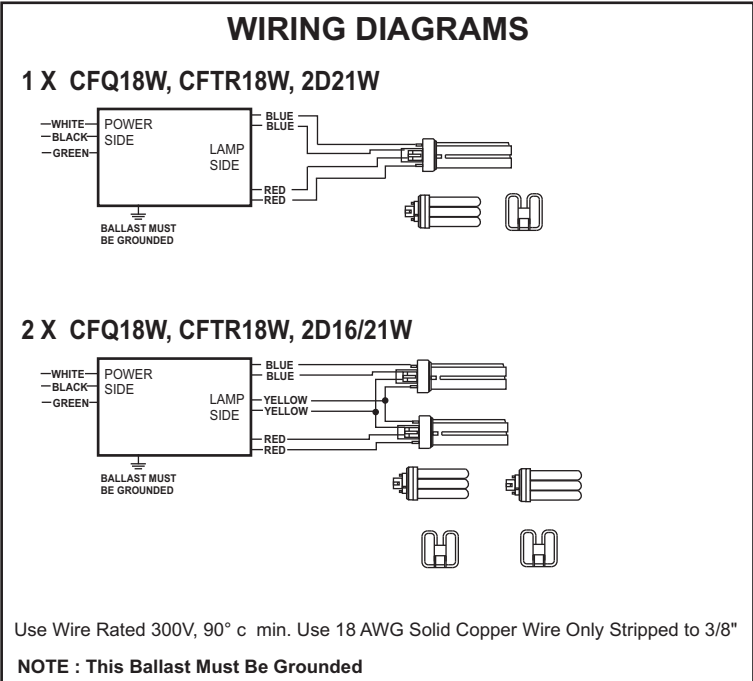 WIRING DIAGRAMS
1 X CFQ18W, CFTR18W, 2D21W
WHITE
BLACK
GREEN
POWER
SIDE
LAMP
SIDE
BLUE
BLUE
RED
RED
BALLAST MUST
BE GROUNDED
2 X CFQ18W, CFTR18W, 2D16/21W
WHITE
BLACK
GREEN
POWER
SIDE
LAMP
SIDE
BLUE
BLUE
YELLOW
YELLOW
RED
RED
BALLAST MUST
BE GROUNDED
Use Wire Rated 300V, 90° c min. Use 18 AWG Solid Copper Wire Only Stripped to 3/8"
NOTE : This Ballast Must Be Grounded